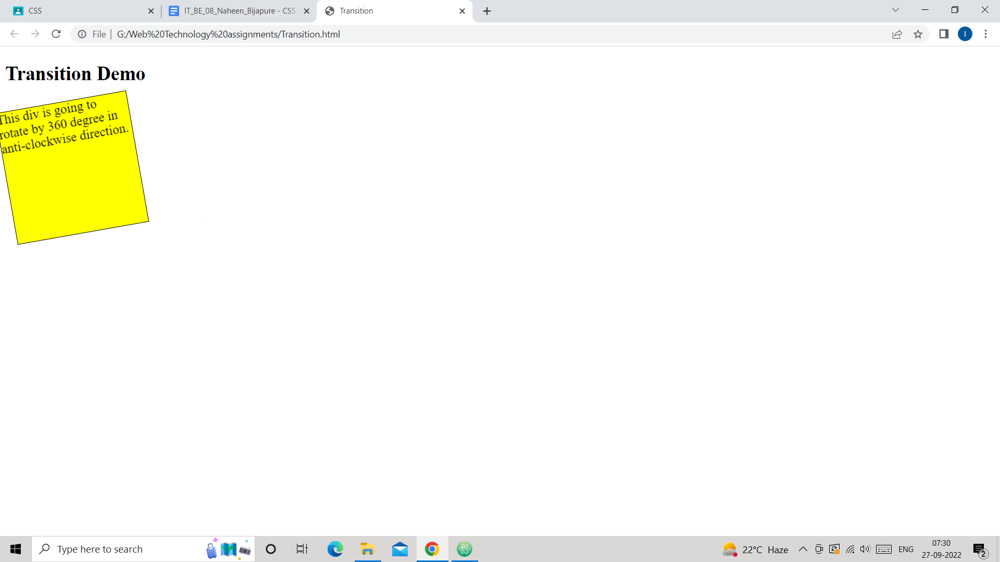 CSS
IT_BE_08_Naheen_Bijapure - CSS
Transition
File | G:/Web%20Technology%20assignments/Transition.html
I
Transition Demo
This div is going to
rotate by 360 degree in
anti-clockwise direction.
Type here to search
22°C Haze
ENG
07:30
27-09-2022
2